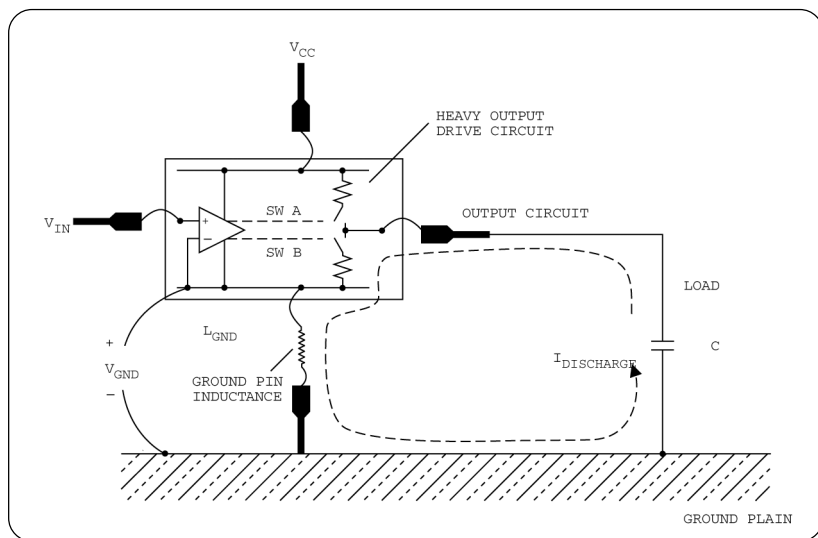 VCC
HEAVY OUTPUT
DRIVE CIRCUIT
VIN
+
−
SW A
SW B
OUTPUT CIRCUIT
LOAD
C
LGND
+
VGND
−
GROUND PIN
INDUCTANCE
IDISCHARGE
GROUND PLAIN